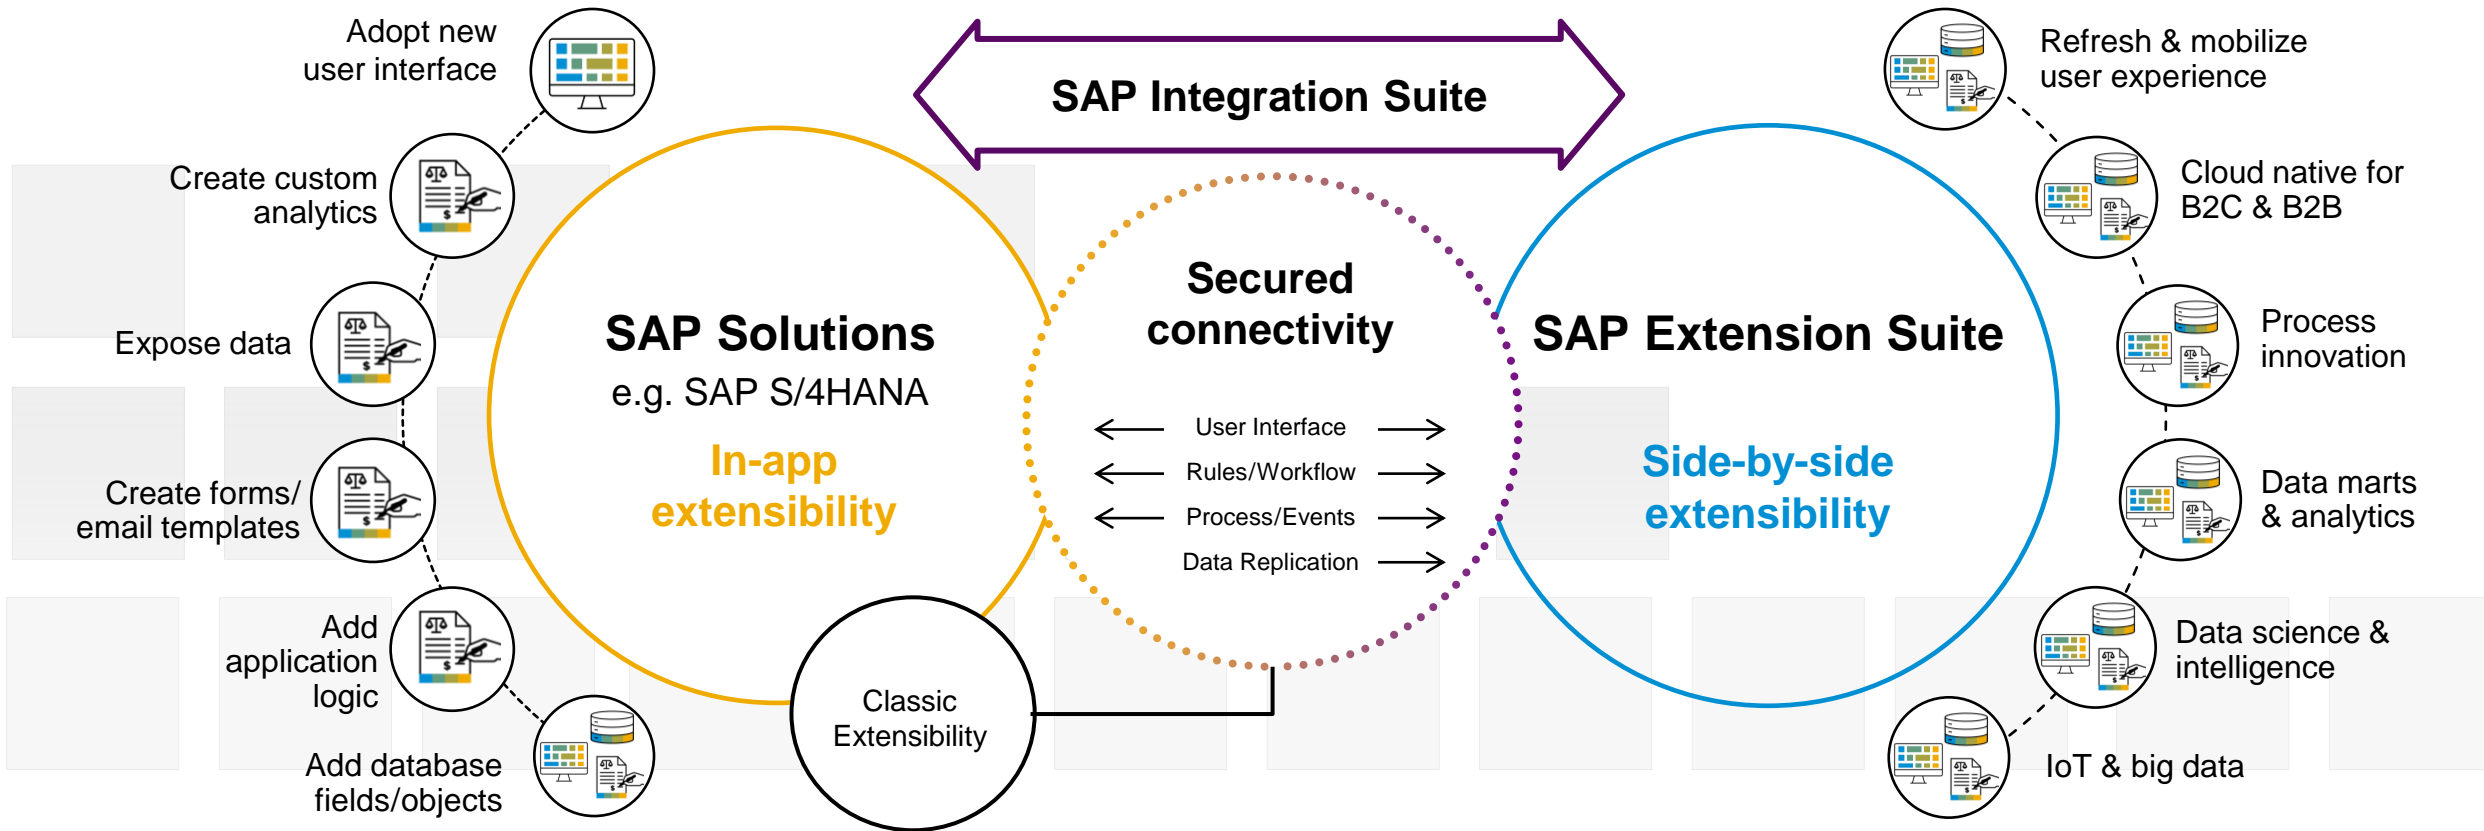 Adopt new
user interface
Create custom
analytics
Expose data
Create forms/
email templates
Add
application
logic
Add database
fields/objects
SAP Solutions
e.g. SAP S/4HANA
In-app
extensibility
Classic
Extensibility
SAP Integration Suite
Secured
connectivity
User Interface
Rules/Workflow
Process/Events
Data Replication
SAP Extension Suite
Side-by-side
extensibility
Refresh & mobilize
user experience
Cloud native for
B2C & B2B
Process
innovation
Data marts
& analytics
Data science &
intelligence
IoT & big data